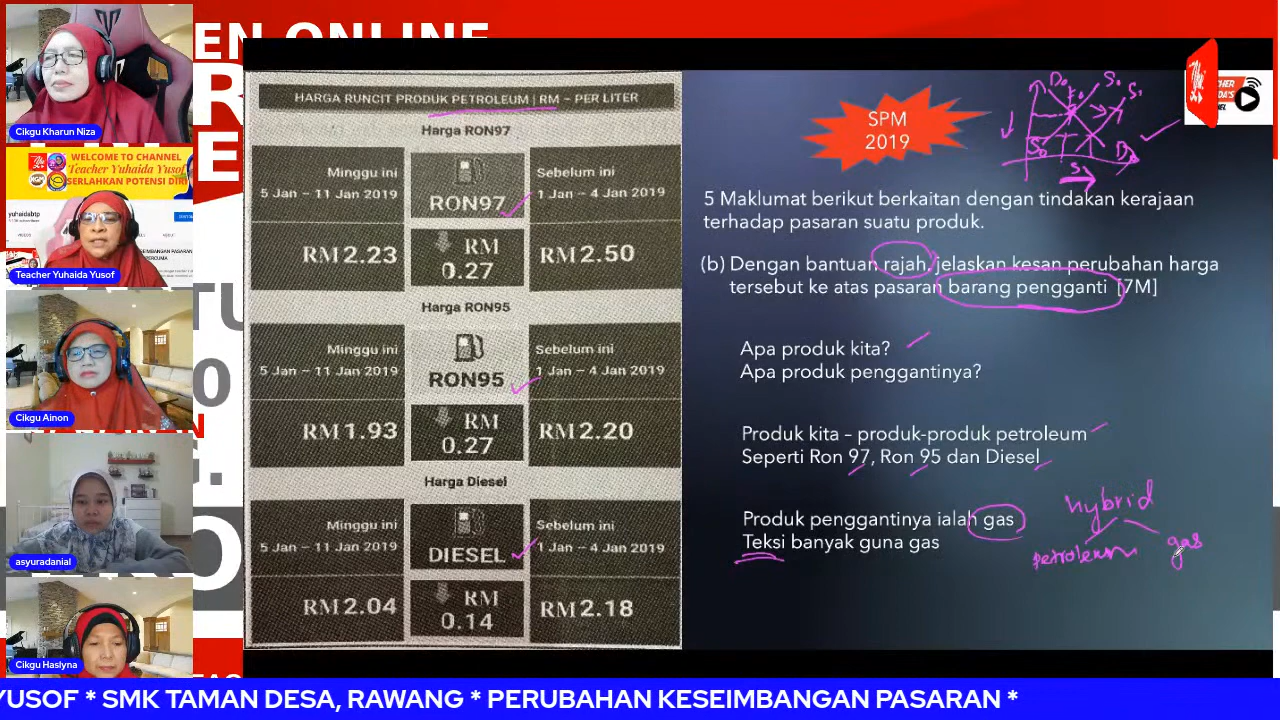 EN ONLINE
Cikgu Kharun Niza
WELCOME TO CHANNEL
Teacher Yuhaida Yusof
SERLAHKAN POTENSI DIRI
yuhaidabtp
Teacher Yuhaida Yusof
Cikgu Ainon
asyuradanial
Cikgu Haslyna
HARGA RUNCIT PRODUK PETROLEUM | RM – PER LITER
Harga RON97
Minggu ini
5 Jan – 11 Jan 2019
RON97
Sebelum ini
1 Jan – 4 Jan 2019
RM2.23
RM
0.27
RM2.50
Harga RON95
Minggu ini
5 Jan – 11 Jan 2019
RON95
Sebelum ini
1 Jan – 4 Jan 2019
RM1.93
RM
0.27
RM2.20
Harga Diesel
Minggu ini
5 Jan – 11 Jan 2019
DIESEL
Sebelum ini
1 Jan – 4 Jan 2019
RM2.04
RM
0.14
RM2.18
SPM
2019
D₀ S₀ S₁
E₀
5 Maklumat berikut berkaitan dengan tindakan kerajaan
terhadap pasaran suatu produk.
(b) Dengan bantuan rajah, jelaskan kesan perubahan harga
tersebut ke atas pasaran barang pengganti [7M]
Apa produk kita?
Apa produk penggantinya?
Produk kita – produk-produk petroleum
Seperti Ron 97, Ron 95 dan Diesel
Produk penggantinya ialah gas
Teksi banyak guna gas
hybrid
petroleum gas
YUSOF * SMK TAMAN DESA, RAWANG * PERUBAHAN KESEIMBANGAN PASARAN *